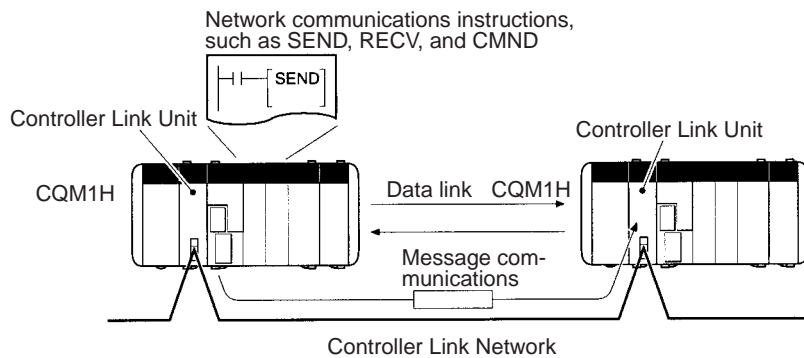 Network communications instructions,
such as SEND, RECV, and CMND
SEND
Controller Link Unit
Controller Link Unit
CQM1H
Data link
CQM1H
Message com-
munications
Controller Link Network